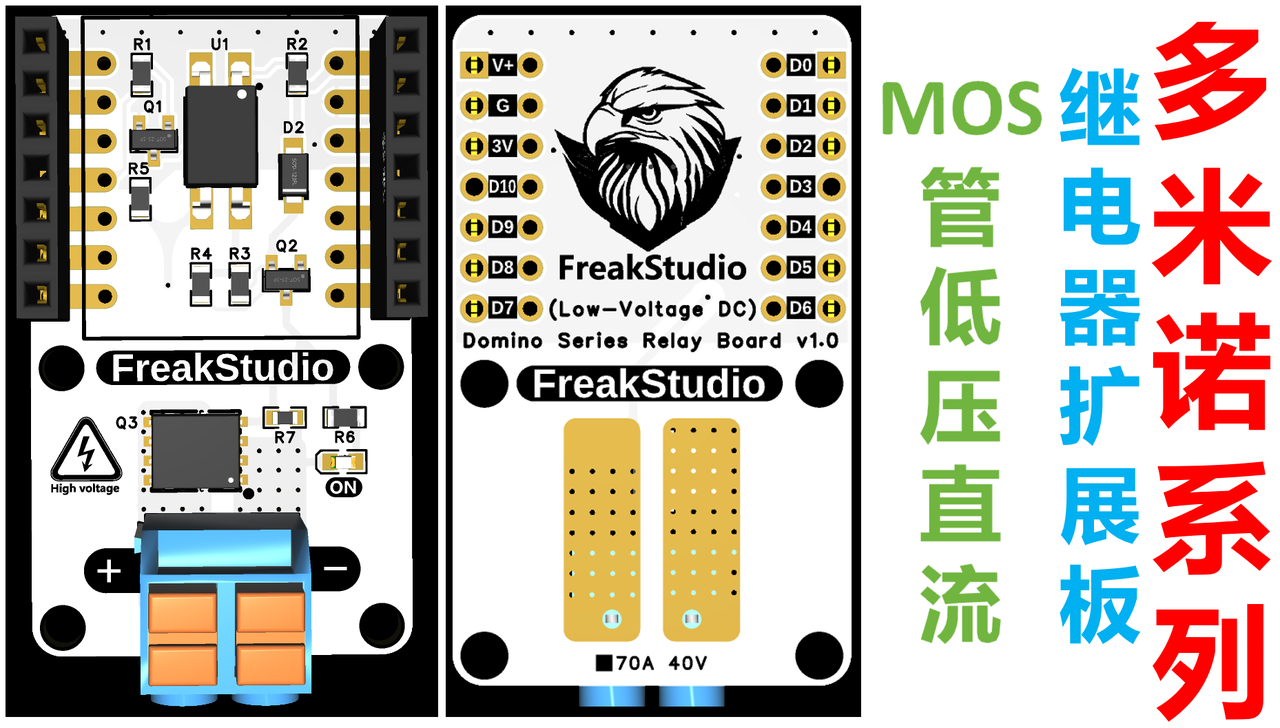 R1
U1
R2
Q1
D2
R5
R4
R3
Q2
FreakStudio
Q3
R7
R6
High voltage
ON
+
−
V+
D0
G
D1
3V
D2
D10
D3
D9
D4
D8
D5
D7
D6
FreakStudio
(Low-Voltage DC)
Domino Series Relay Board v1.0
FreakStudio
■70A 40V
多米诺系列
继电器扩展板
MOS管低压直流